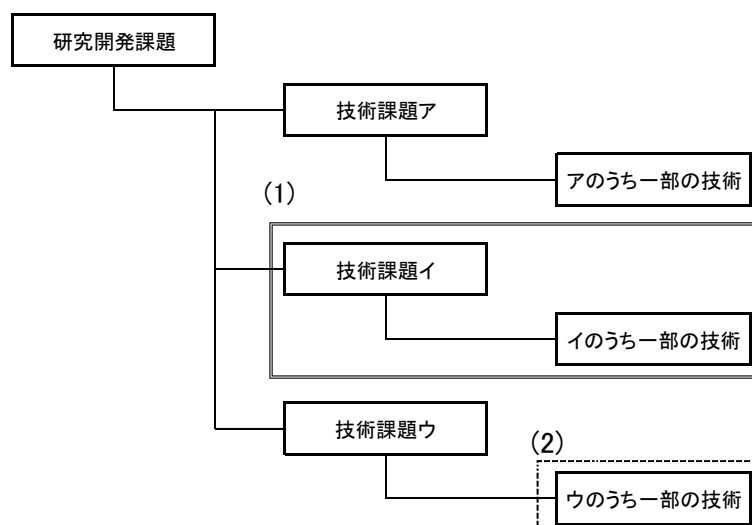 研究開発課題
技術課題ア
アのうち一部の技術
(1)
技術課題イ
イのうち一部の技術
技術課題ウ
(2)
ウのうち一部の技術